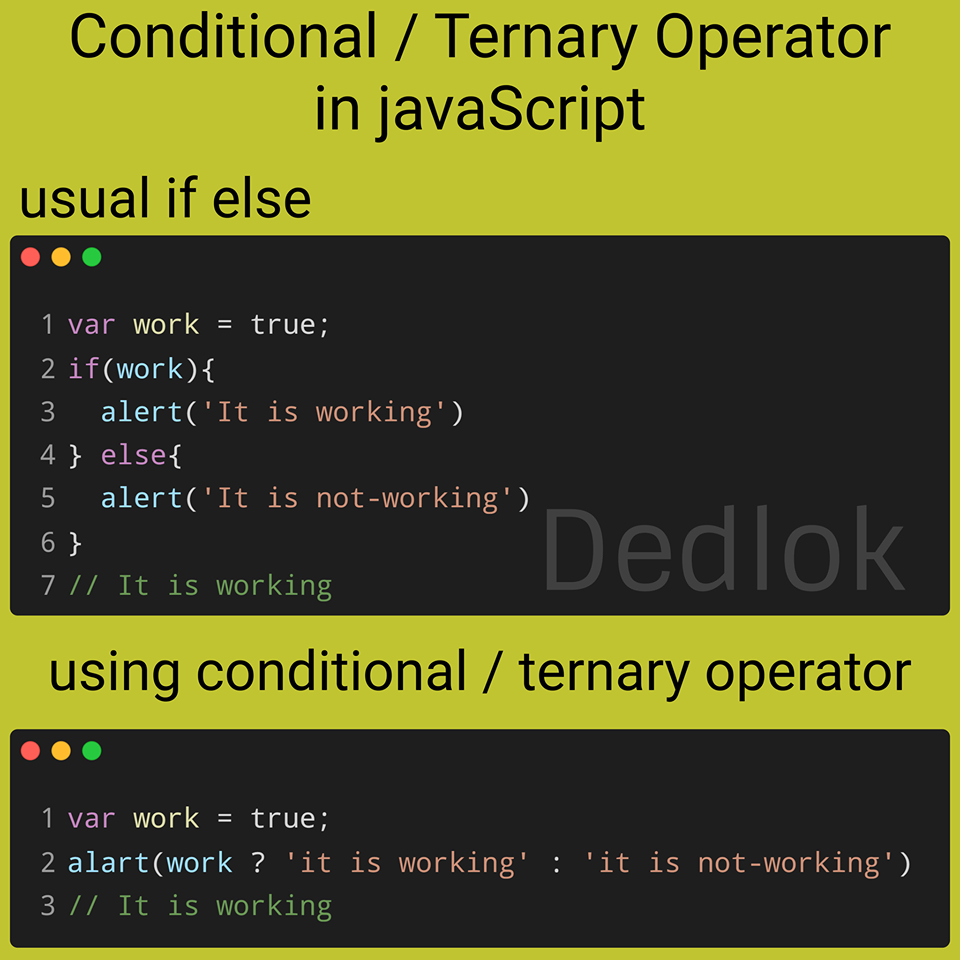 Conditional / Ternary Operator
in javaScript
usual if else
1 var work = true;
2 if(work){
3   alert('It is working')
4 } else{
5   alert('It is not-working')
6 }
7 // It is working
Dedlok
using conditional / ternary operator
1 var work = true;
2 alart(work ? 'it is working' : 'it is not-working')
3 // It is working